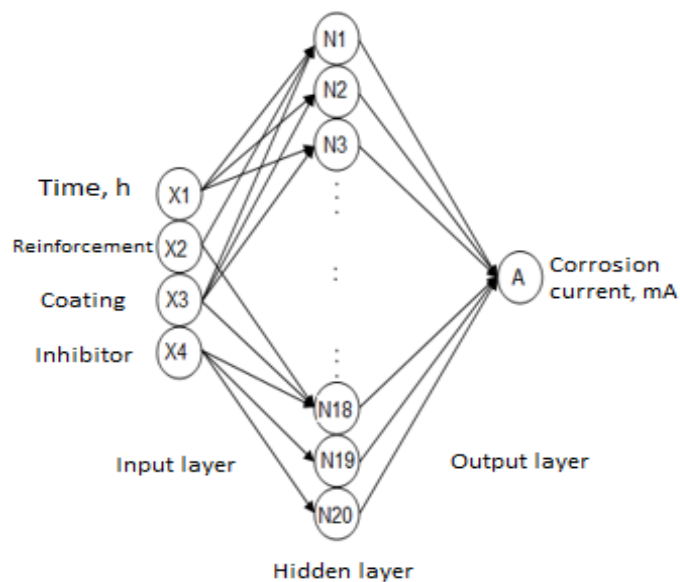 N1
N2
N3
Time, h
X1
Reinforcement
X2
Coating
X3
Inhibitor
X4
A
Corrosion
current, mA
N18
N19
N20
Input layer
Output layer
Hidden layer